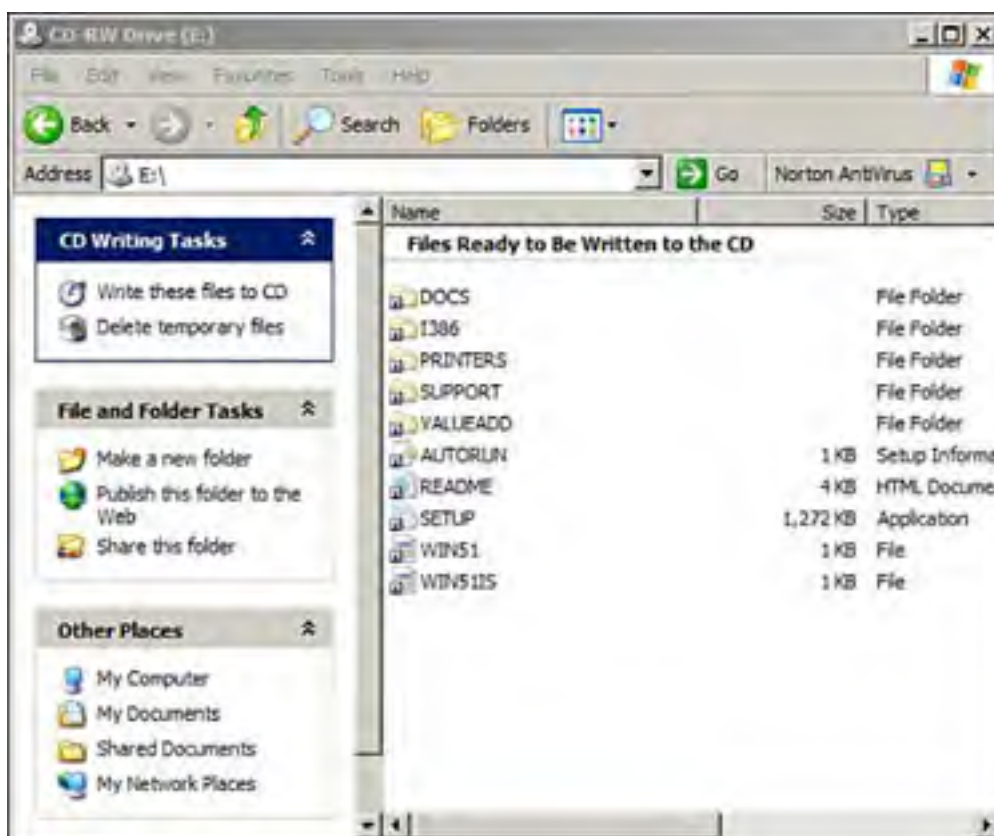 CD-RW Drive (E:)
File Edit View Favorites Tools Help
Back Search Folders
Address E:\ Go Norton AntiVirus
CD Writing Tasks
Write these files to CD
Delete temporary files
File and Folder Tasks
Make a new folder
Publish this folder to the
Web
Share this folder
Other Places
My Computer
My Documents
Shared Documents
My Network Places
Name Size Type
Files Ready to Be Written to the CD
DOCS File Folder
I386 File Folder
PRINTERS File Folder
SUPPORT File Folder
VALUEADD File Folder
AUTORUN 1 KB Setup Informa
README 4 KB HTML Docume
SETUP 1,272 KB Application
WIN51 1 KB File
WIN51IS 1 KB File